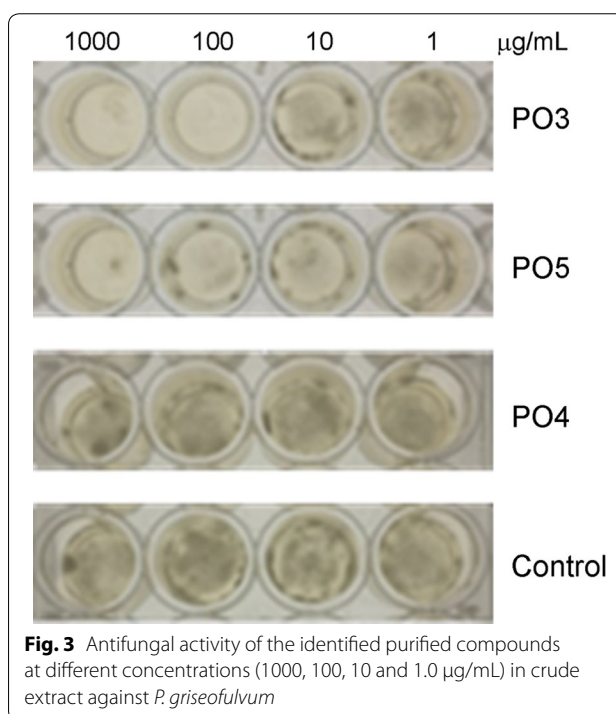 1000 100 10 1 µg/mL
PO3
PO5
PO4
Control
Fig. 3 Antifungal activity of the identified purified compounds
at different concentrations (1000, 100, 10 and 1.0 µg/mL) in crude
extract against P. griseofulvum